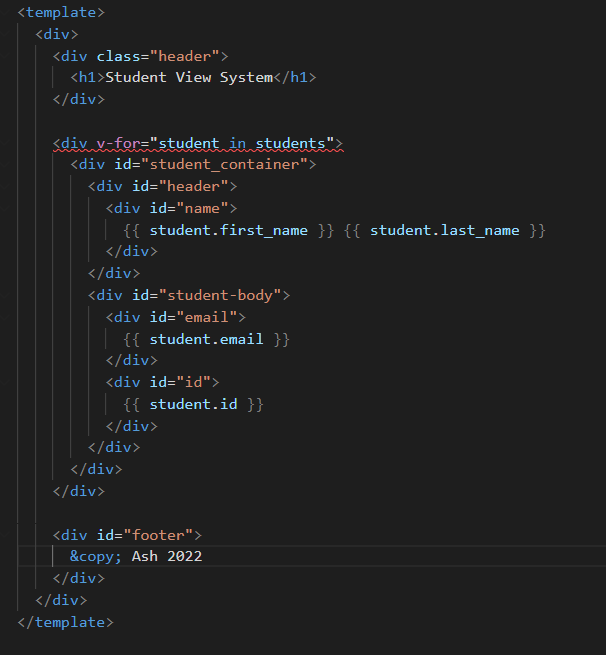 <template>
<div>
<div class="header">
<h1>Student View System</h1>
</div>
<div v-for="student in students">
<div id="student_container">
<div id="header">
<div id="name">
{{ student.first_name }} {{ student.last_name }}
</div>
</div>
<div id="student-body">
<div id="email">
{{ student.email }}
</div>
<div id="id">
{{ student.id }}
</div>
</div>
</div>
</div>
<div id="footer">
&copy; Ash 2022
</div>
</div>
</template>